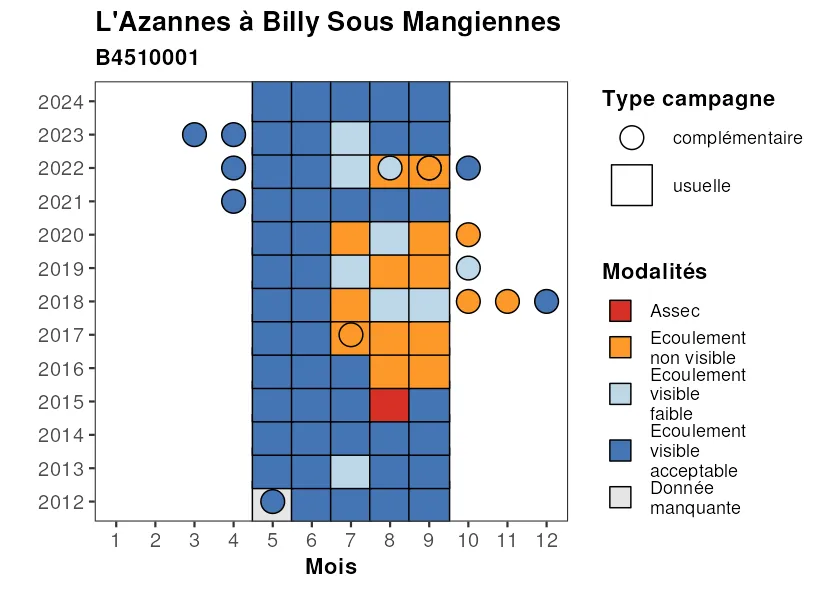 L'Azannes à Billy Sous Mangiennes
B4510001
2024
2023
2022
2021
2020
2019
2018
2017
2016
2015
2014
2013
2012
1 2 3 4 5 6 7 8 9 10 11 12
Mois
Type campagne
complémentaire
usuelle
Modalités
Assec
Ecoulement
non visible
Ecoulement
visible
faible
Ecoulement
visible
acceptable
Donnée
manquante